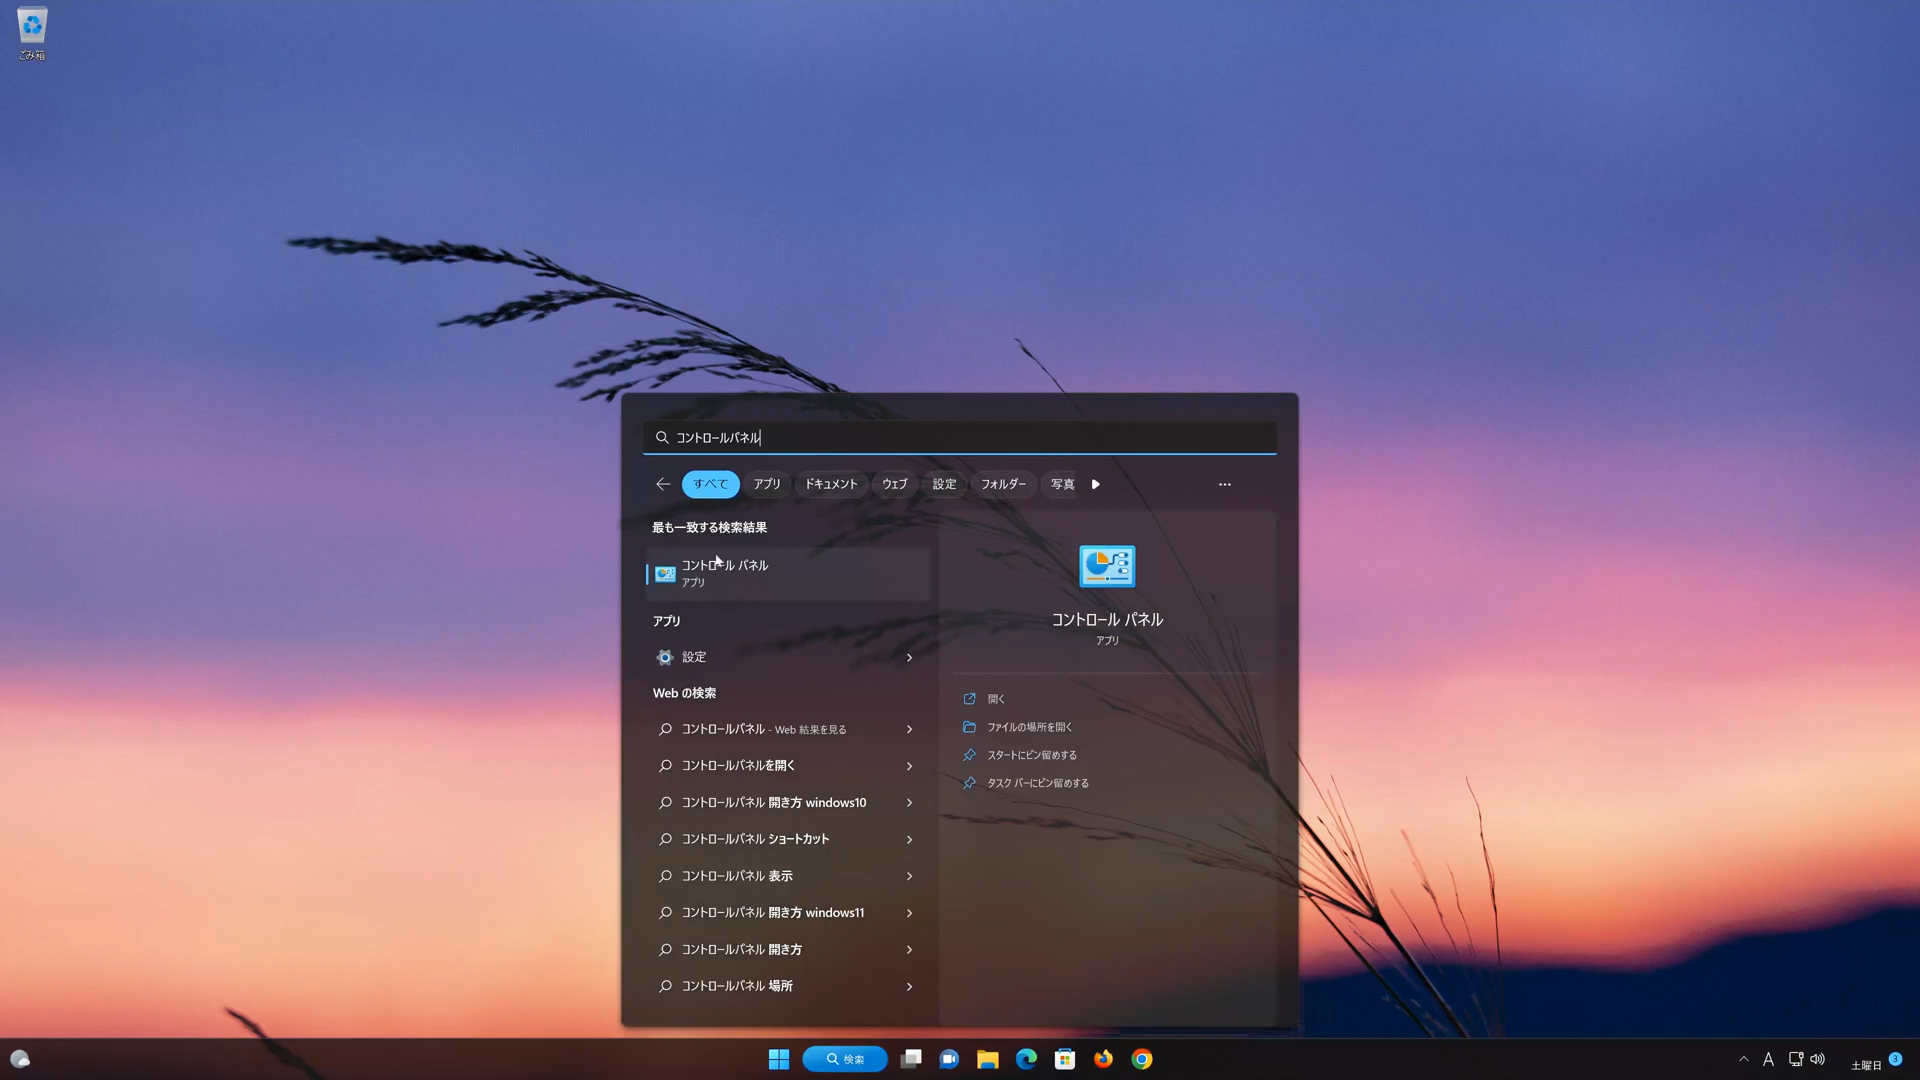 ごみ箱
コントロールパネル
すべて アプリ ドキュメント ウェブ 設定 フォルダー 写真
最も一致する検索結果
コントロール パネル
アプリ
アプリ
設定
Web の検索
コントロールパネル - Web 結果を見る
コントロールパネルを開く
コントロールパネル 開き方 windows10
コントロールパネル ショートカット
コントロールパネル 表示
コントロールパネル 開き方 windows11
コントロールパネル 開き方
コントロールパネル 場所
コントロール パネル
アプリ
開く
ファイルの場所を開く
スタートにピン留めする
タスク バーにピン留めする
検索
A
土曜日
3